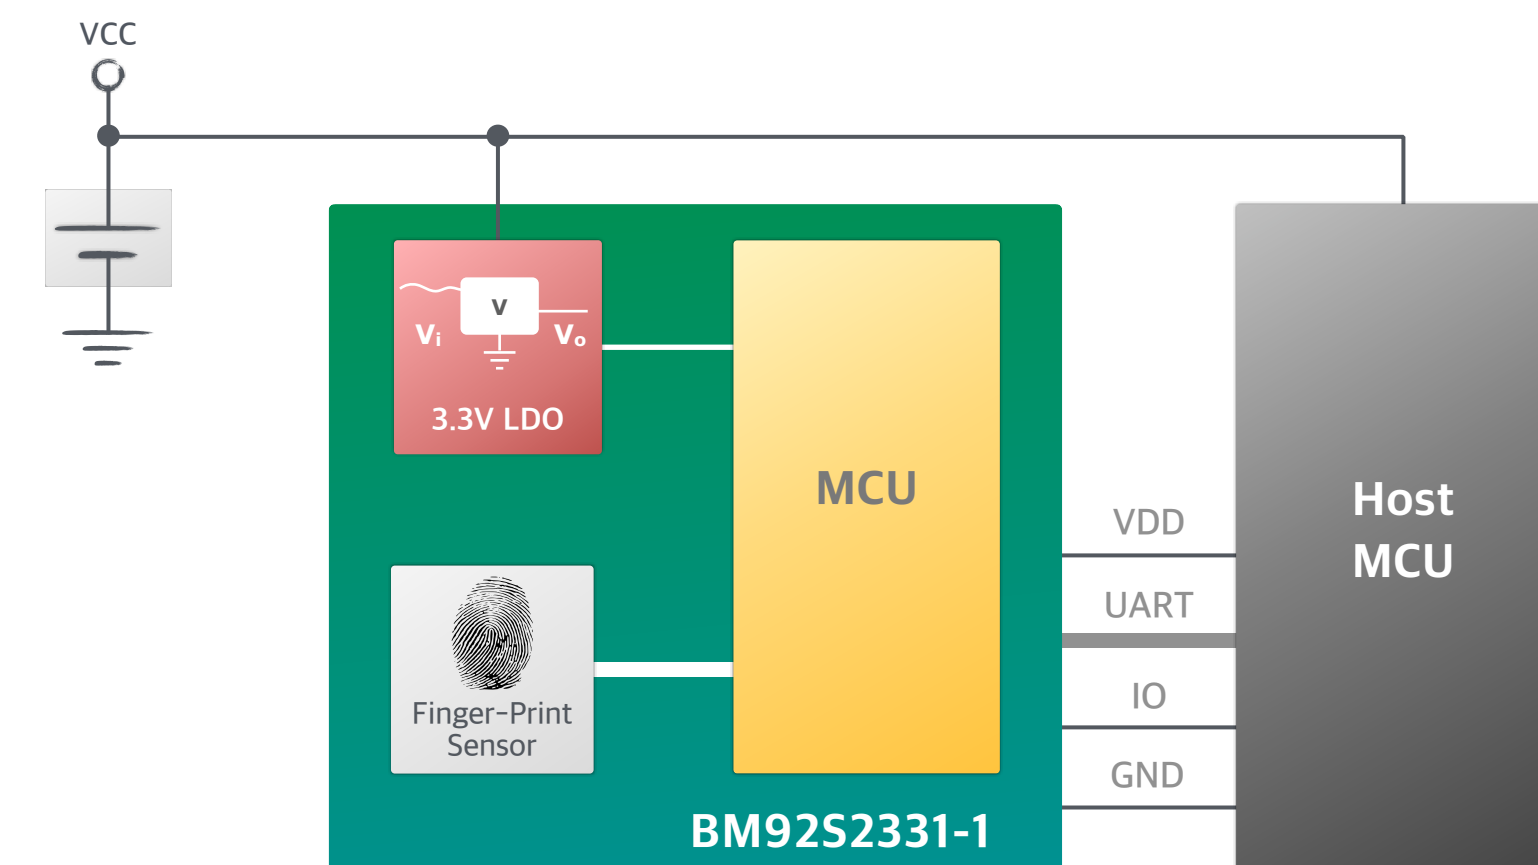 VCC
V
Vi
Vo
3.3V LDO
MCU
Finger-Print
Sensor
BM92S2331-1
VDD
UART
IO
GND
Host
MCU